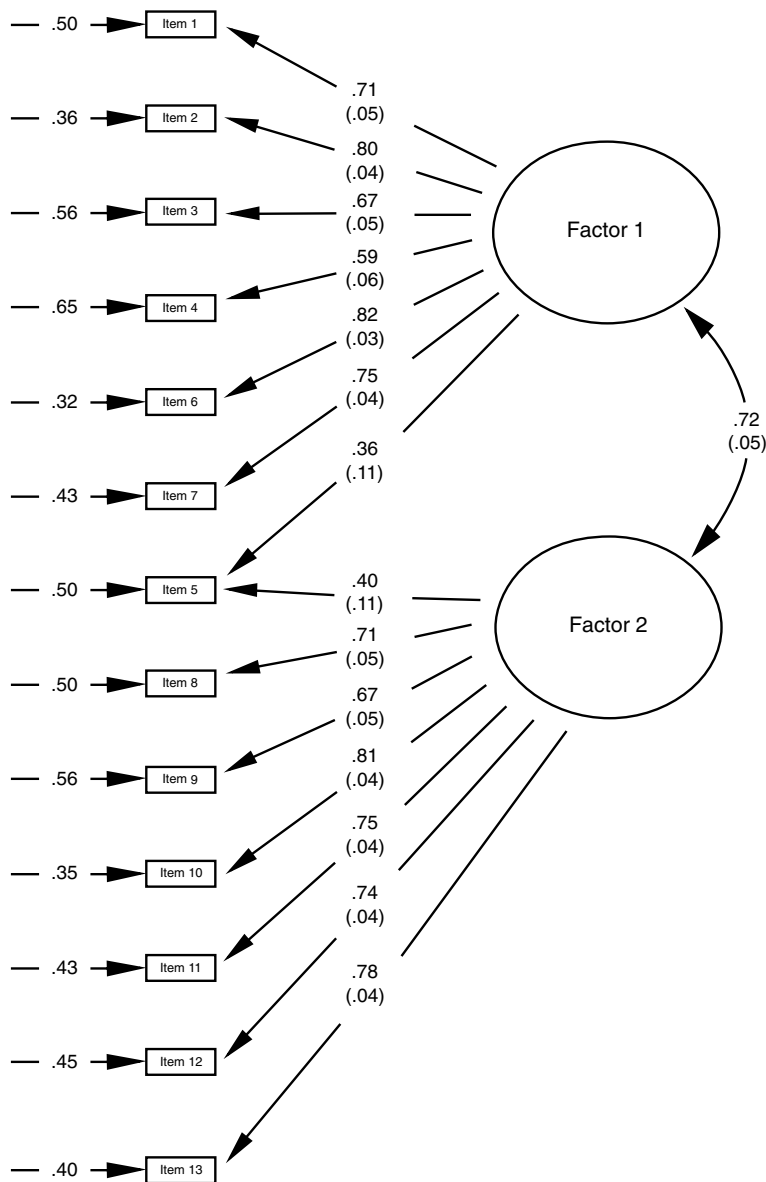 .50 Item 1
.71
(.05)
.36 Item 2
.80
(.04)
.56 Item 3
.67
(.05)
Factor 1
.59
(.06)
.65 Item 4
.82
(.03)
.32 Item 6
.75
(.04)
.72
(.05)
.36
(.11)
.43 Item 7
.50 Item 5
.40
(.11)
Factor 2
.71
(.05)
.50 Item 8
.67
(.05)
.56 Item 9
.81
(.04)
.35 Item 10
.75
(.04)
.74
(.04)
.43 Item 11
.78
(.04)
.45 Item 12
.40 Item 13